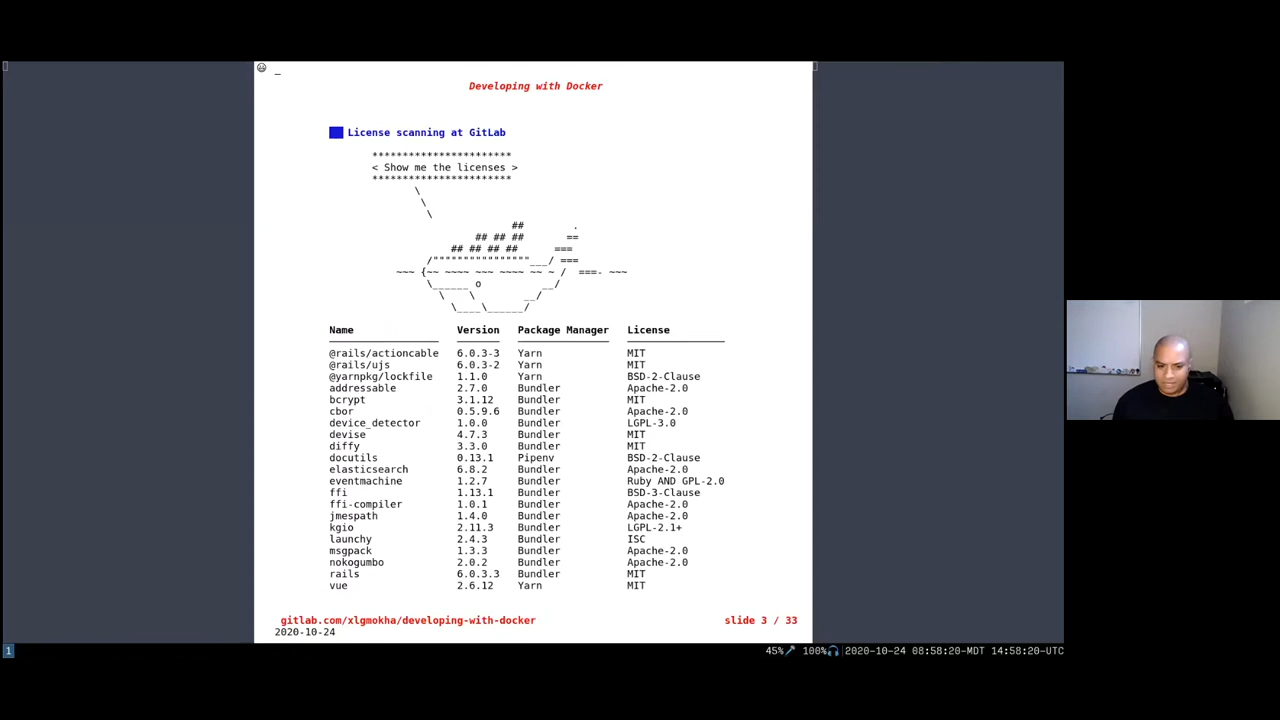 Developing with Docker
License scanning at GitLab
***********************
< Show me the licenses >
***********************
\
\
\
## .
## ## ## ==
## ## ## ## ===
/"""""""""""""""___/ ===
~~~ {~~ ~~~~ ~~~ ~~~~ ~~ ~ / ===- ~~~
\______ o __/
\ \ __/
\____\______/
Name Version Package Manager License
@rails/actioncable 6.0.3-3 Yarn MIT
@rails/ujs 6.0.3-2 Yarn MIT
@yarnpkg/lockfile 1.1.0 Yarn BSD-2-Clause
addressable 2.7.0 Bundler Apache-2.0
bcrypt 3.1.12 Bundler MIT
cbor 0.5.9.6 Bundler Apache-2.0
device_detector 1.0.0 Bundler LGPL-3.0
devise 4.7.3 Bundler MIT
diffy 3.3.0 Bundler MIT
docutils 0.13.1 Pipenv BSD-2-Clause
elasticsearch 6.8.2 Bundler Apache-2.0
eventmachine 1.2.7 Bundler Ruby AND GPL-2.0
ffi 1.13.1 Bundler BSD-3-Clause
ffi-compiler 1.0.1 Bundler Apache-2.0
jmespath 1.4.0 Bundler Apache-2.0
kgio 2.11.3 Bundler LGPL-2.1+
launchy 2.4.3 Bundler ISC
msgpack 1.3.3 Bundler Apache-2.0
nokogumbo 2.0.2 Bundler Apache-2.0
rails 6.0.3.3 Bundler MIT
vue 2.6.12 Yarn MIT
gitlab.com/xlgmokha/developing-with-docker slide 3 / 33
2020-10-24
1 45% 100% 2020-10-24 08:58:20-MDT 14:58:20-UTC